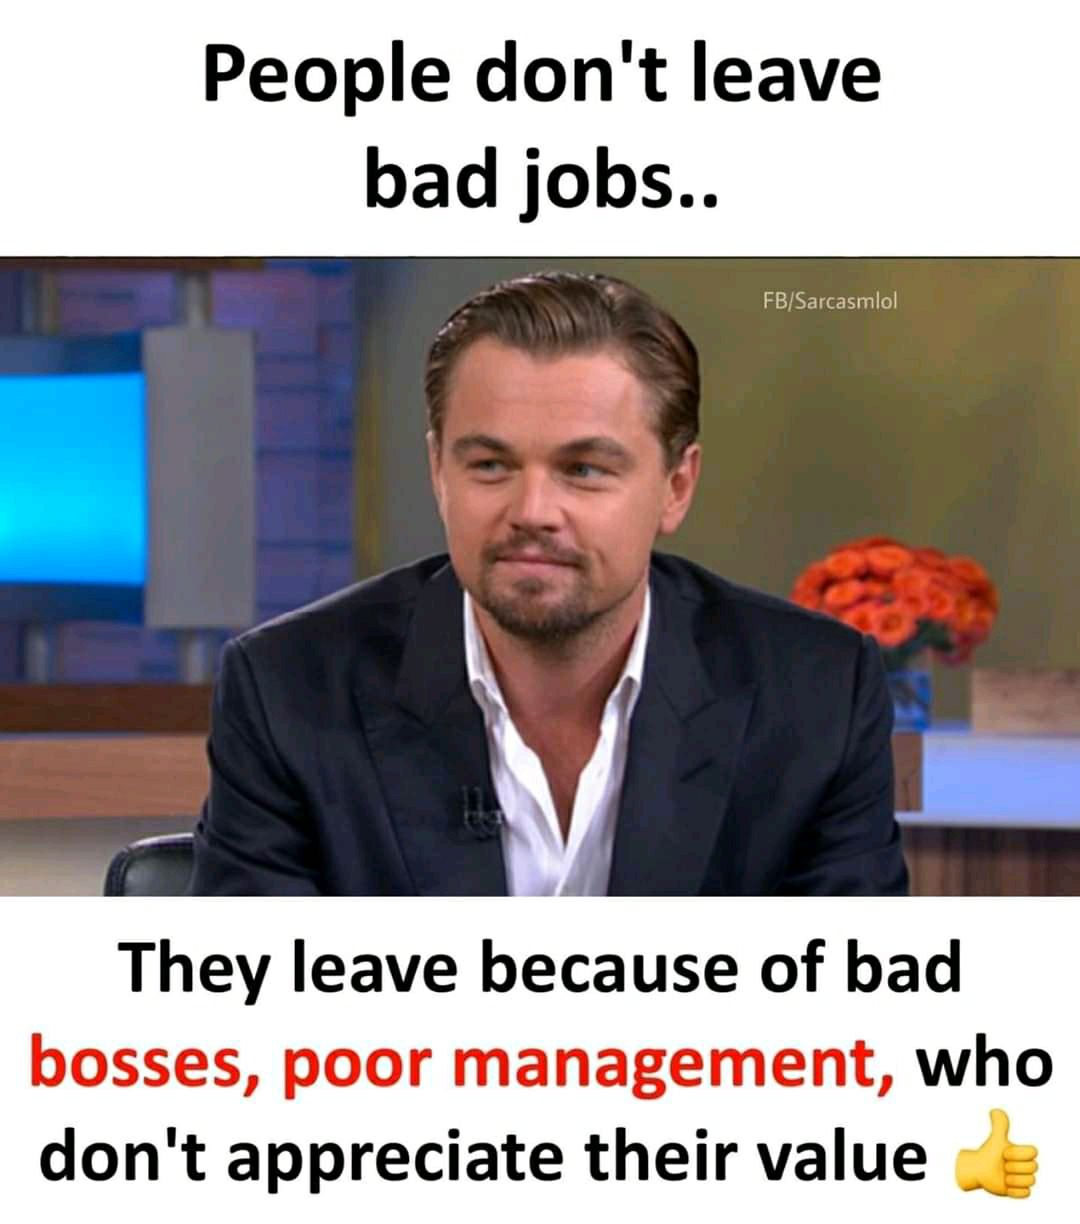 People don't leave
bad jobs..
FB/Sarcasmlol
They leave because of bad
bosses, poor management, who
don't appreciate their value 👍